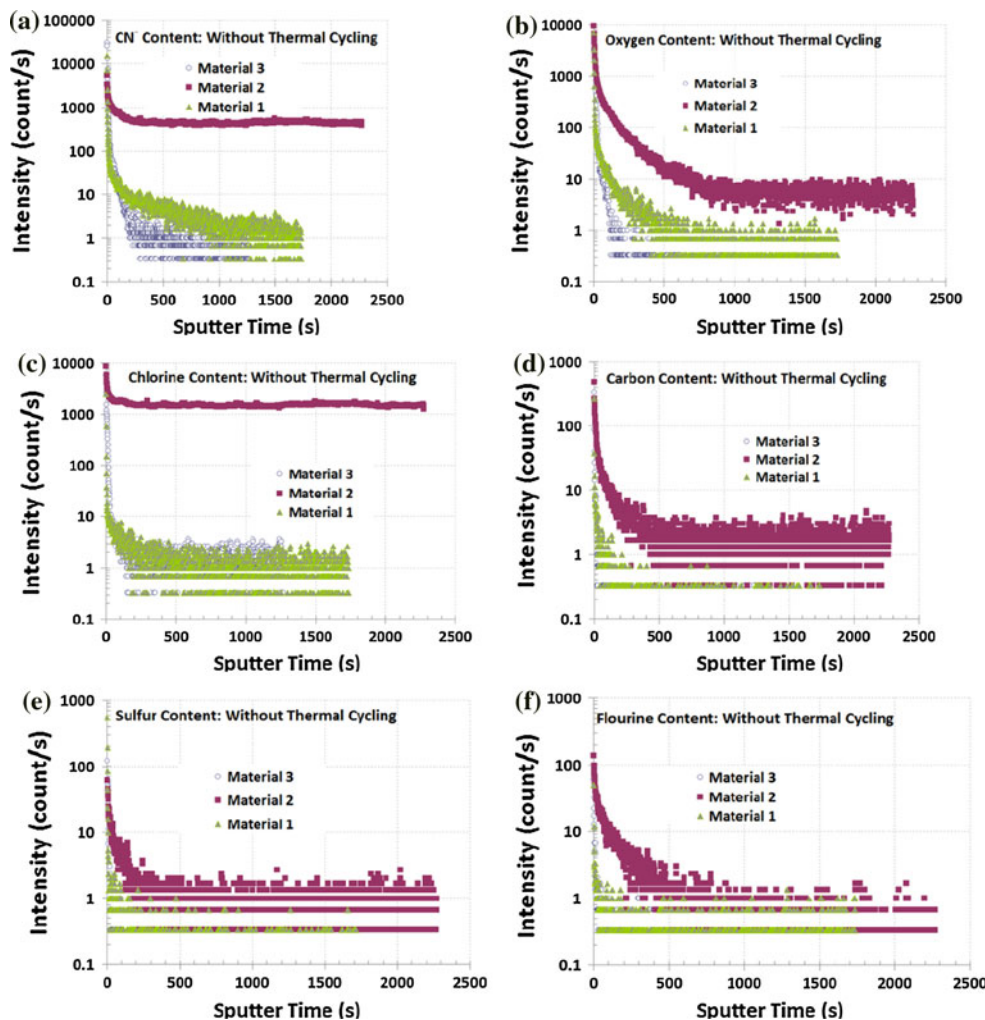 (a)
CN⁻ Content: Without Thermal Cycling
Material 3
Material 2
Material 1
Intensity (count/s)
100000
10000
1000
100
10
1
0.1
0 500 1000 1500 2000 2500
Sputter Time (s)
(b)
Oxygen Content: Without Thermal Cycling
Material 3
Material 2
Material 1
Intensity (count/s)
10000
1000
100
10
1
0.1
0 500 1000 1500 2000 2500
Sputter Time (s)
(c)
Chlorine Content: Without Thermal Cycling
Material 3
Material 2
Material 1
Intensity (count/s)
10000
1000
100
10
1
0.1
0 500 1000 1500 2000 2500
Sputter Time (s)
(d)
Carbon Content: Without Thermal Cycling
Material 3
Material 2
Material 1
Intensity (count/s)
1000
100
10
1
0.1
0 500 1000 1500 2000 2500
Sputter Time (s)
(e)
Sulfur Content: Without Thermal Cycling
Material 3
Material 2
Material 1
Intensity (count/s)
1000
100
10
1
0.1
0 500 1000 1500 2000 2500
Sputter Time (s)
(f)
Flourine Content: Without Thermal Cycling
Material 3
Material 2
Material 1
Intensity (count/s)
1000
100
10
1
0.1
0 500 1000 1500 2000 2500
Sputter Time (s)